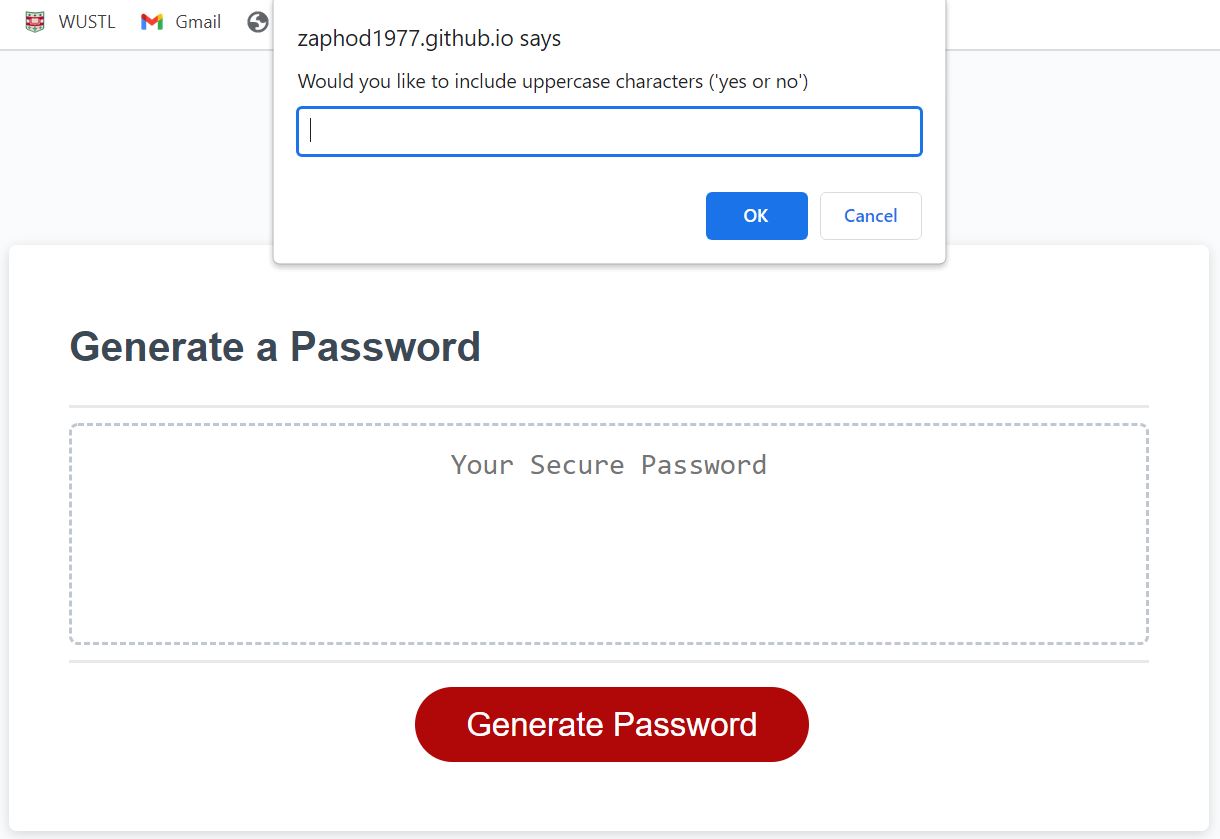 WUSTL Gmail
zaphod1977.github.io says
Would you like to include uppercase characters ('yes or no')
OK Cancel
Generate a Password
Your Secure Password
Generate Password